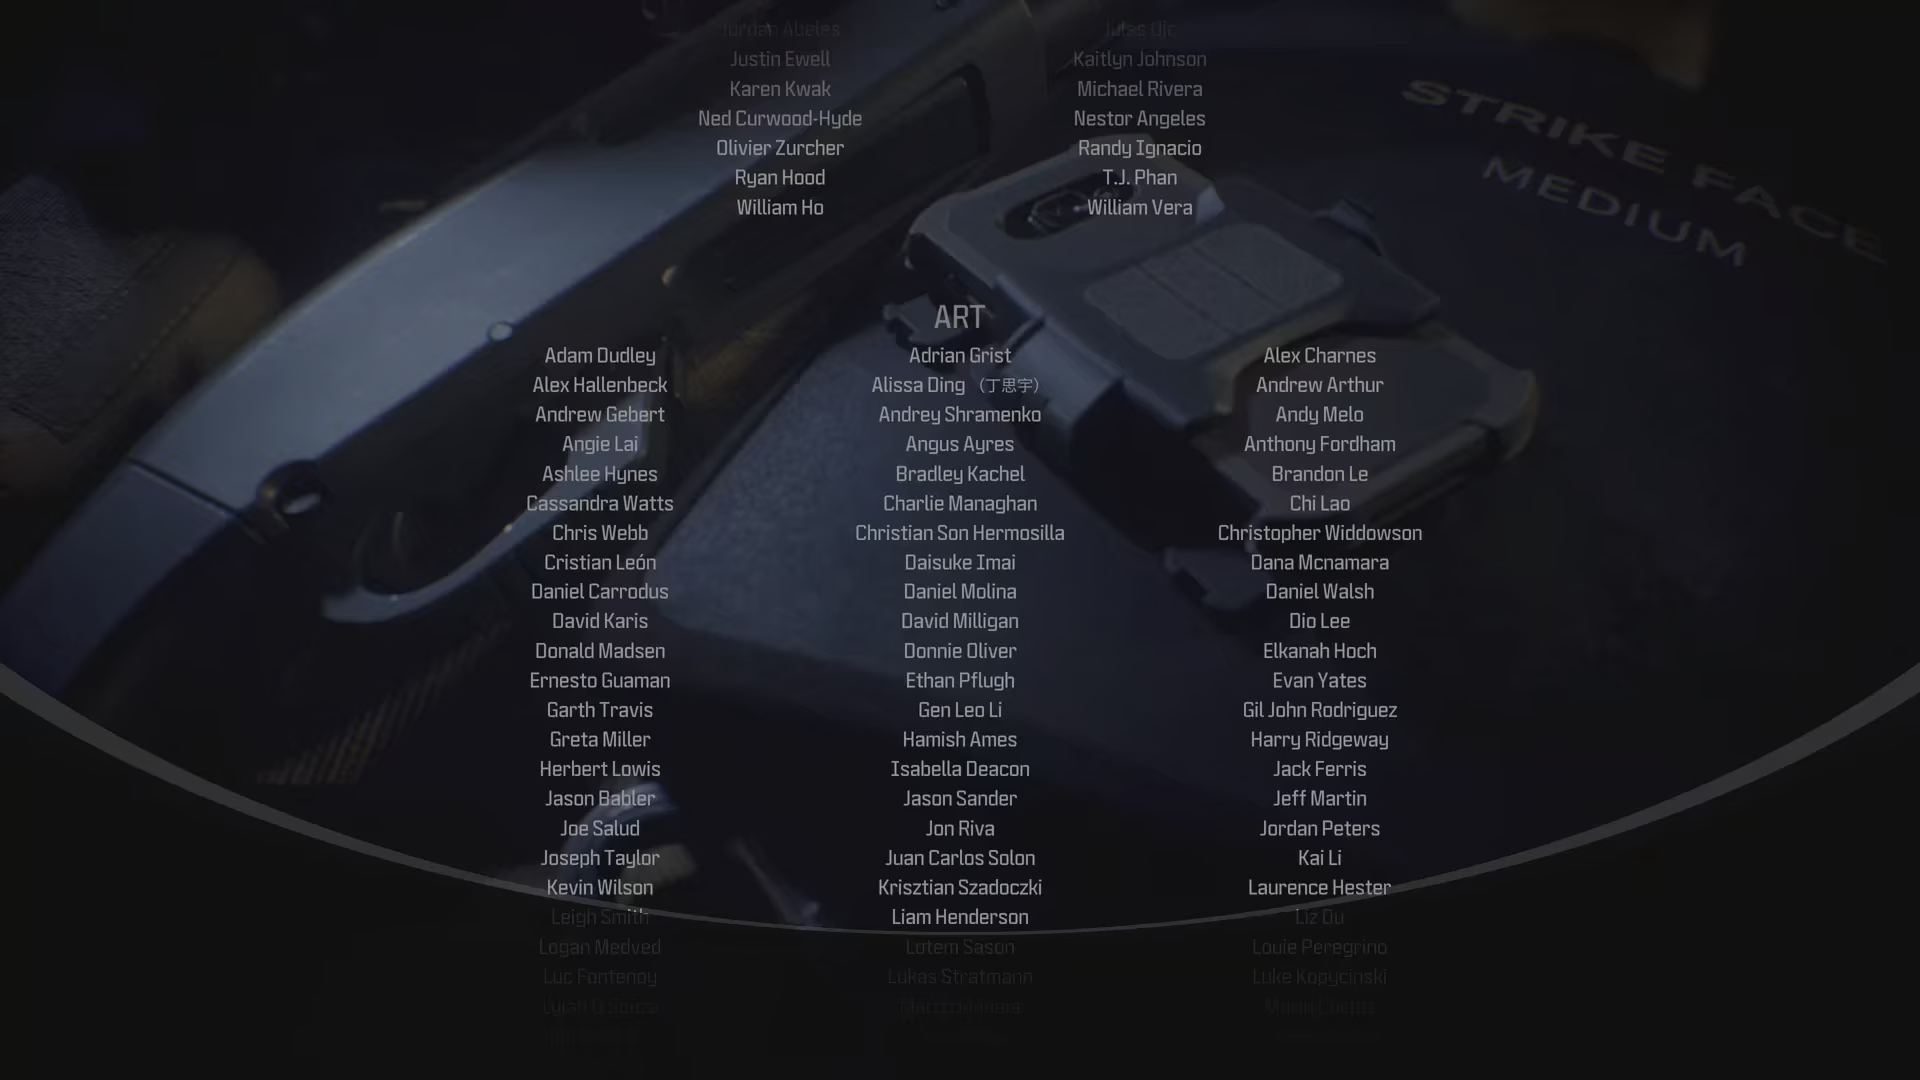 Justin Ewell Kaitlyn Johnson
Karen Kwak Michael Rivera
Ned Curwood-Hyde Nestor Angeles
Olivier Zurcher Randy Ignacio
Ryan Hood T.J. Phan
William Ho William Vera
STRIKE FACE
MEDIUM
ART
Adam Dudley Adrian Grist Alex Charnes
Alex Hallenbeck Alissa Ding （丁思宇） Andrew Arthur
Andrew Gebert Andrey Shramenko Andy Melo
Angie Lai Angus Ayres Anthony Fordham
Ashlee Hynes Bradley Kachel Brandon Le
Cassandra Watts Charlie Managhan Chi Lao
Chris Webb Christian Son Hermosilla Christopher Widdowson
Cristian León Daisuke Imai Dana Mcnamara
Daniel Carrodus Daniel Molina Daniel Walsh
David Karis David Milligan Dio Lee
Donald Madsen Donnie Oliver Elkanah Hoch
Ernesto Guaman Ethan Pflugh Evan Yates
Garth Travis Gen Leo Li Gil John Rodriguez
Greta Miller Hamish Ames Harry Ridgeway
Herbert Lowis Isabella Deacon Jack Ferris
Jason Babler Jason Sander Jeff Martin
Joe Salud Jon Riva Jordan Peters
Joseph Taylor Juan Carlos Solon Kai Li
Kevin Wilson Krisztian Szadoczki Laurence Hester
Leigh Smith Liam Henderson Liz Du
Logan Medved Lotem Sason Louie Peregrino
Luc Fontenoy Lukas Stratmann Luke Kopycinski